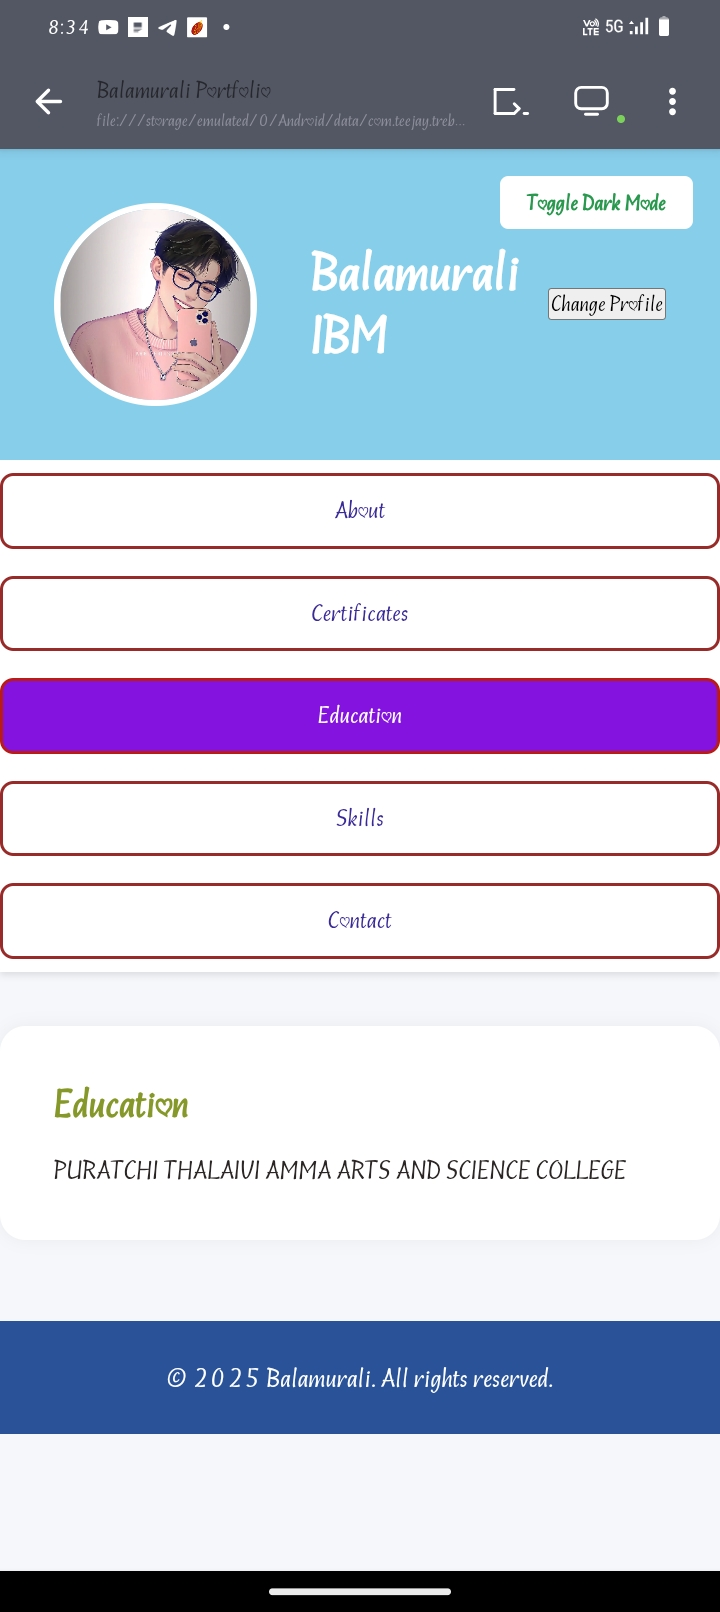 8:34
Vo) LTE 5G
Balamurali Portfolio
file:///storage/emulated/0/Android/data/com.teejay.treb...
Toggle Dark Mode
Balamurali
IBM
Change Profile
About
Certificates
Education
Skills
Contact
Education
PURATCHI THALAIVI AMMA ARTS AND SCIENCE COLLEGE
© 2025 Balamurali. All rights reserved.